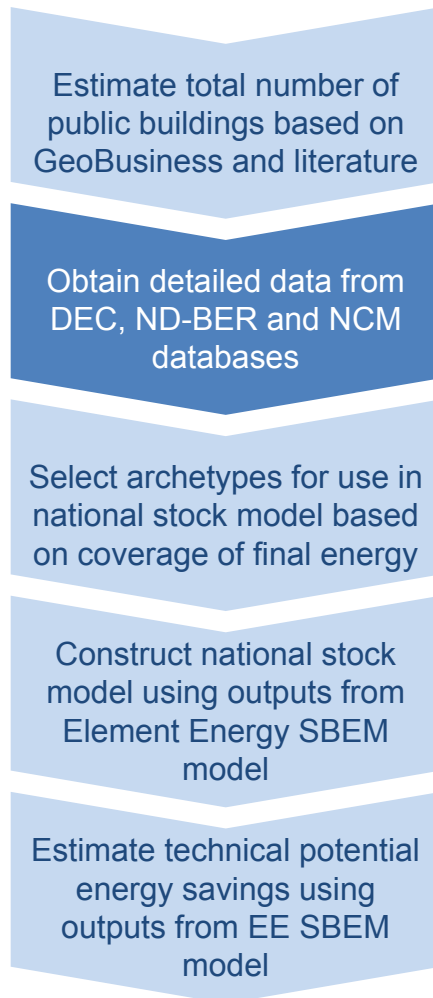 Estimate total number of
public buildings based on
GeoBusiness and literature
Obtain detailed data from
DEC, ND-BER and NCM
databases
Select archetypes for use in
national stock model based
on coverage of final energy
Construct national stock
model using outputs from
Element Energy SBEM
model
Estimate technical potential
energy savings using
outputs from EE SBEM
model